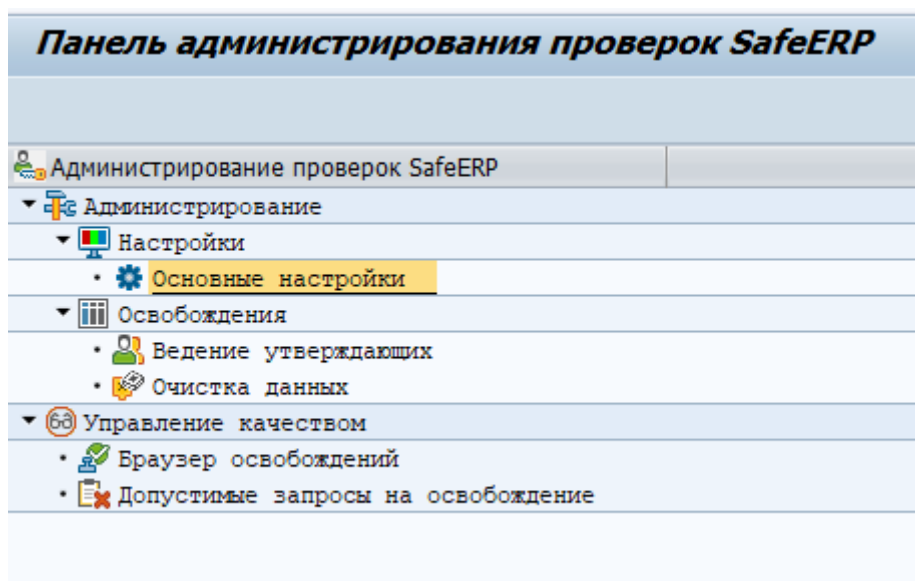 Панель администрирования проверок SafeERP
Администрирование проверок SafeERP
Администрирование
Настройки
Основные настройки
Освобождения
Ведение утверждающих
Очистка данных
Управление качеством
Браузер освобождений
Допустимые запросы на освобождение